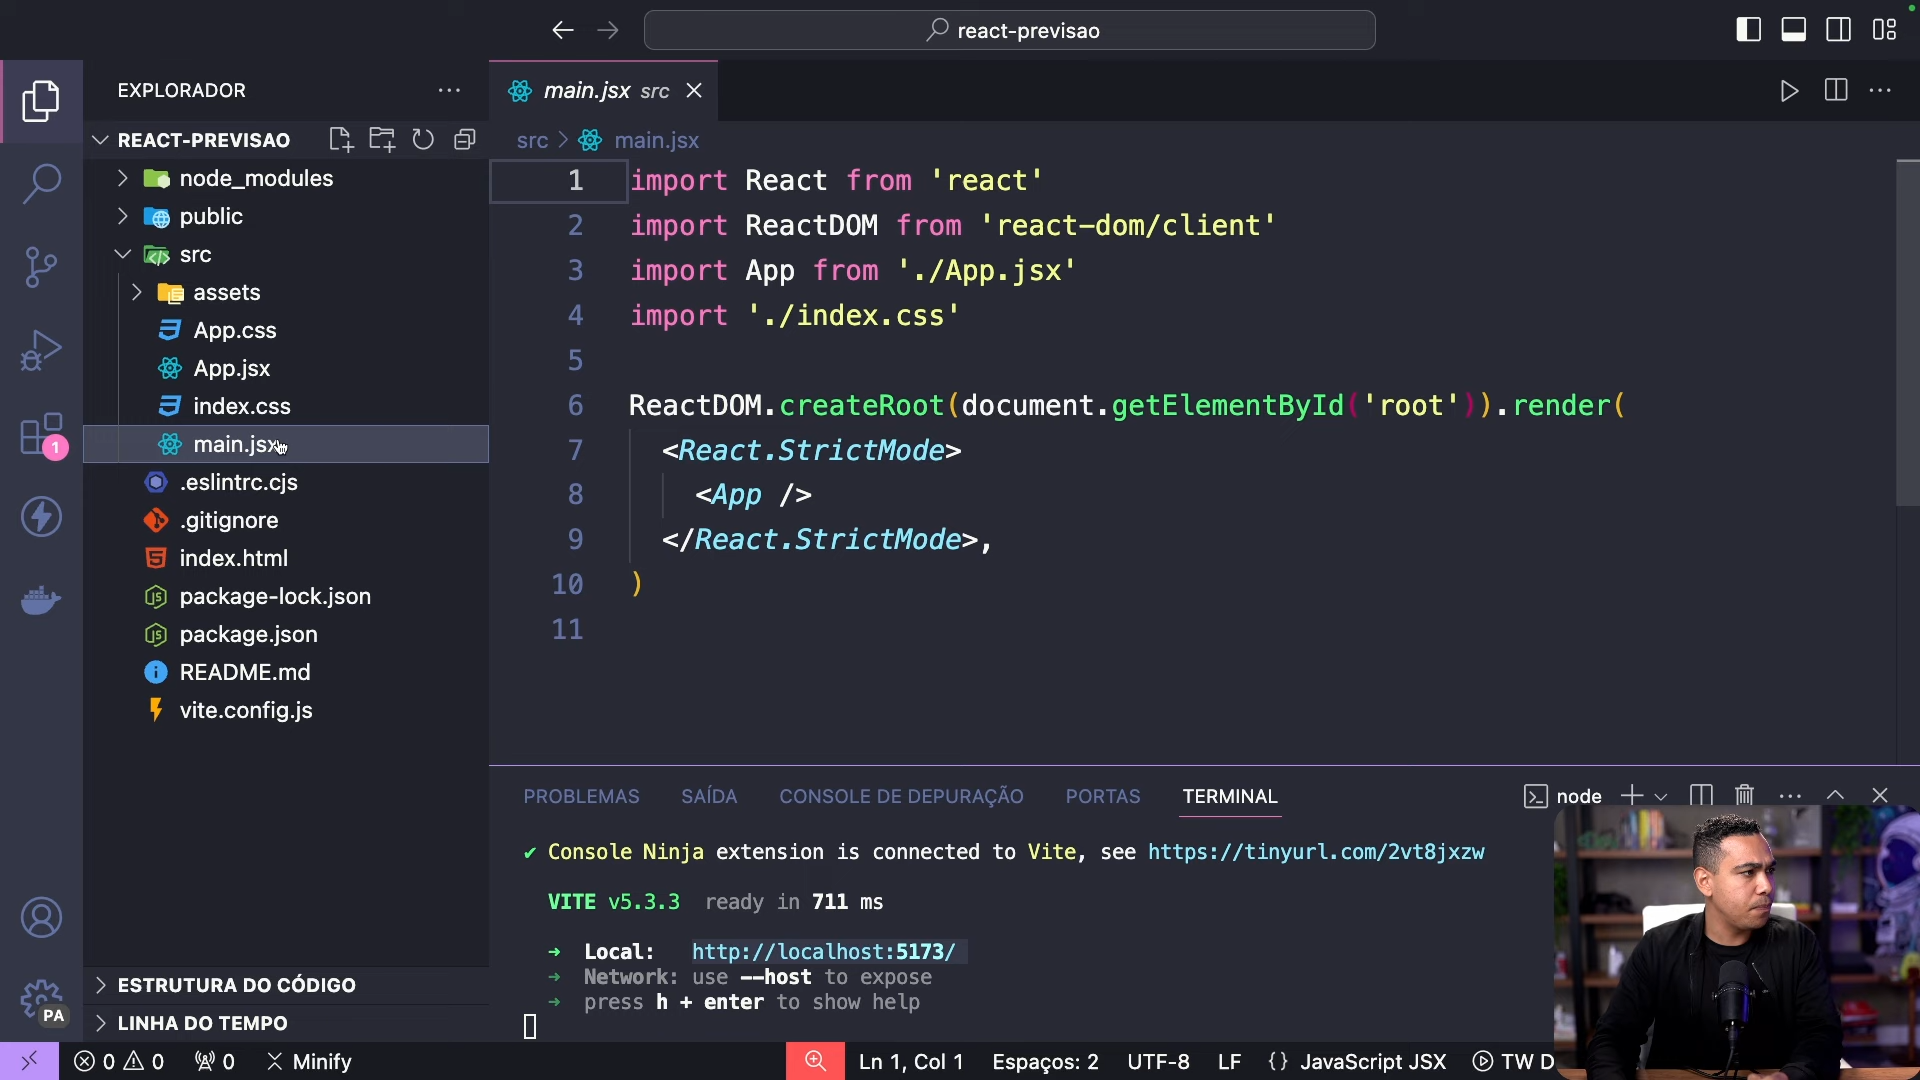 react-previsao
EXPLORADOR
REACT-PREVISAO
node_modules
public
src
assets
App.css
App.jsx
index.css
main.jsx
.eslintrc.cjs
.gitignore
index.html
package-lock.json
package.json
README.md
vite.config.js
ESTRUTURA DO CÓDIGO
LINHA DO TEMPO
1
PA
main.jsx src
src > main.jsx
1 import React from 'react'
2 import ReactDOM from 'react-dom/client'
3 import App from './App.jsx'
4 import './index.css'
5
6 ReactDOM.createRoot(document.getElementById('root')).render(
7 <React.StrictMode>
8 <App />
9 </React.StrictMode>,
10 )
11
PROBLEMAS SAÍDA CONSOLE DE DEPURAÇÃO PORTAS TERMINAL node
✔ Console Ninja extension is connected to Vite, see https://tinyurl.com/2vt8jxzw
VITE v5.3.3 ready in 711 ms
➜ Local: http://localhost:5173/
➜ Network: use --host to expose
➜ press h + enter to show help
0 0 0 Minify Ln 1, Col 1 Espaços: 2 UTF-8 LF {} JavaScript JSX TW D